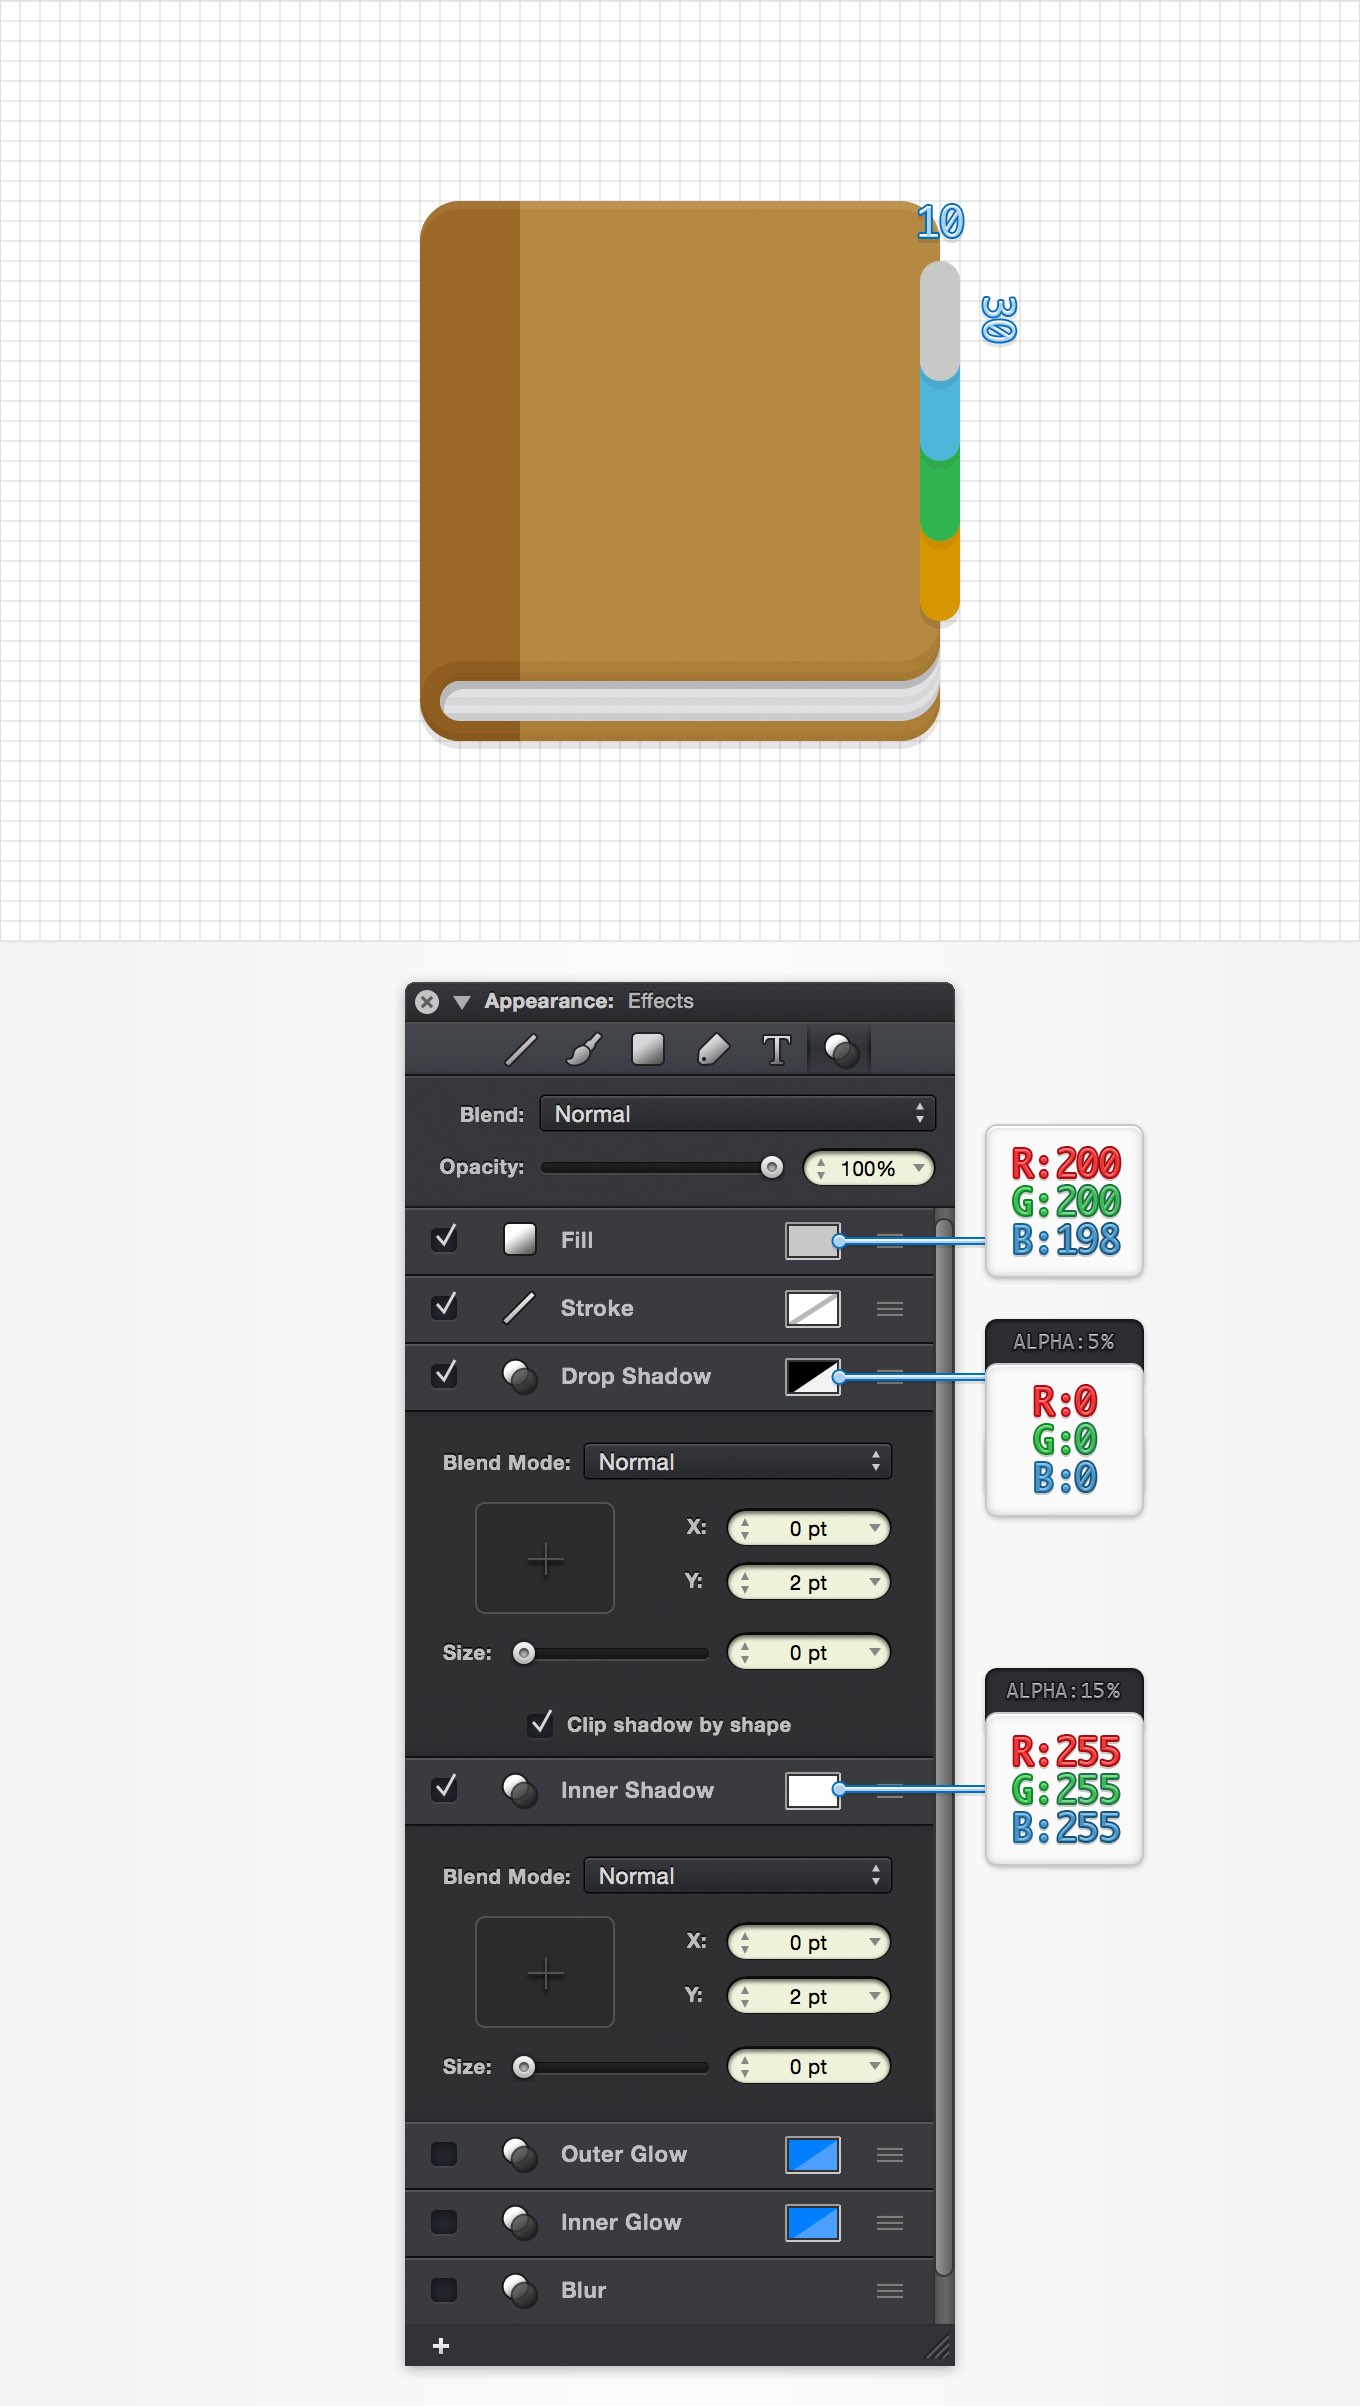 10
30
Appearance: Effects
T
Blend: Normal
Opacity: 100%
Fill
R:200
G:200
B:198
Stroke
Drop Shadow
ALPHA:5%
R:0
G:0
B:0
Blend Mode: Normal
X: 0 pt
Y: 2 pt
Size: 0 pt
Clip shadow by shape
Inner Shadow
ALPHA:15%
R:255
G:255
B:255
Blend Mode: Normal
X: 0 pt
Y: 2 pt
Size: 0 pt
Outer Glow
Inner Glow
Blur